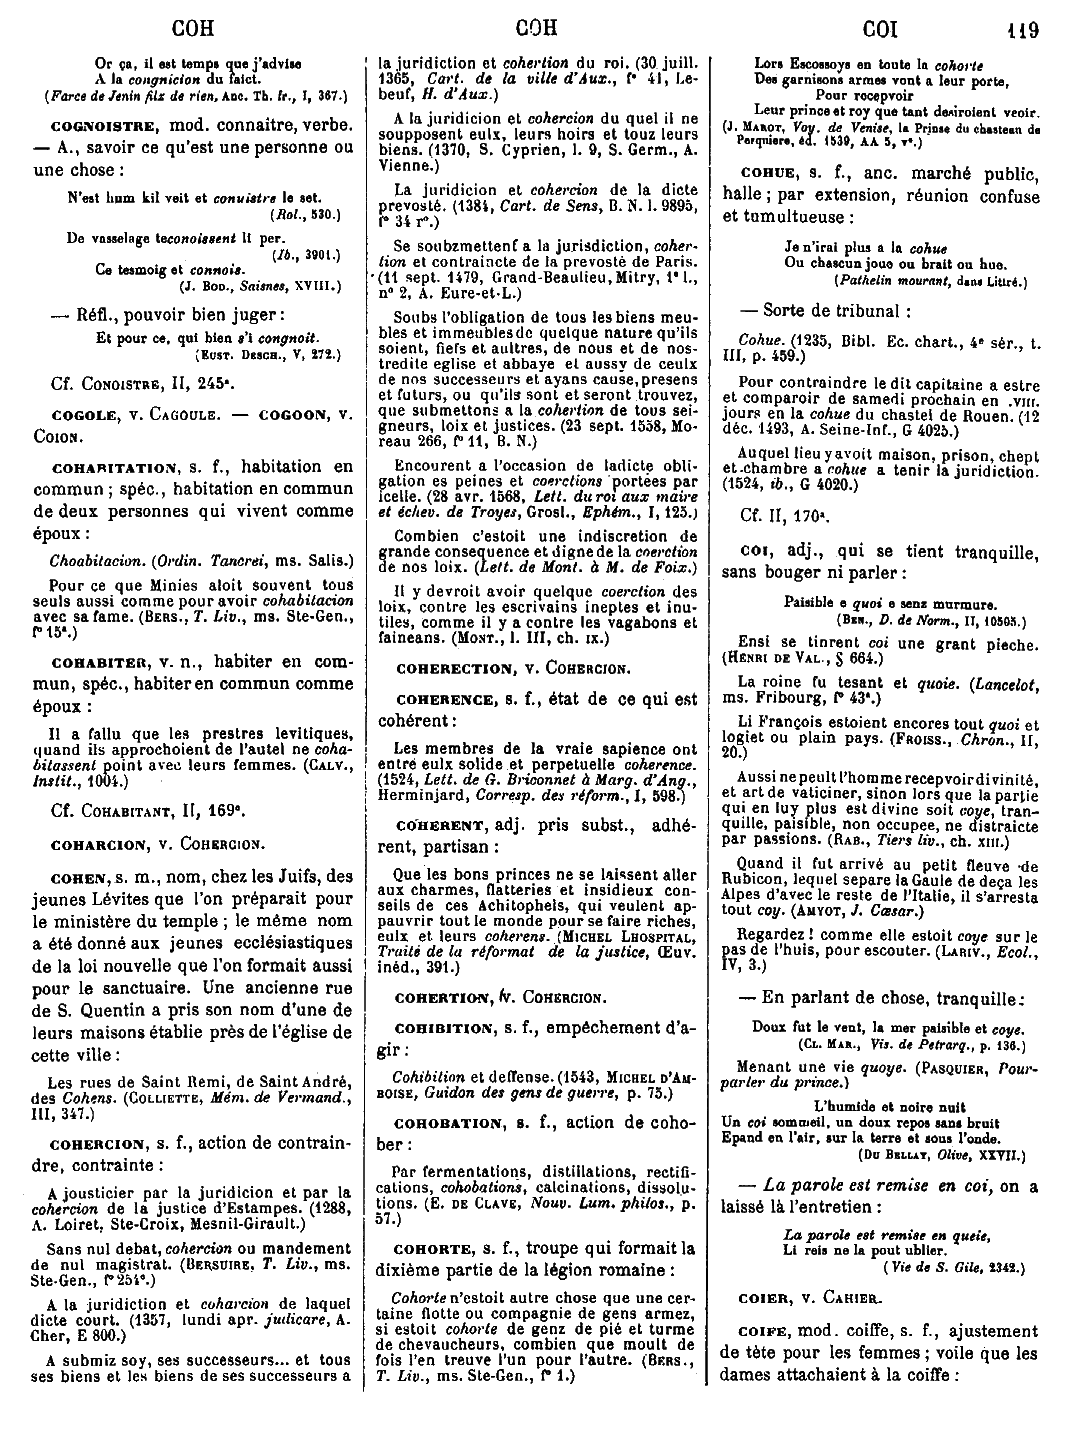 COH
COH
COI
119
Or ça, il est temps que j'advise
A la congnicion du faict.
(Farce de Jenin filz de rien, Anc. Th. fr., I, 367.)
COGNOISTRE, mod. connaitre, verbe.
— A., savoir ce qu'est une personne ou
une chose :
N'est hum kil veit et conuistre le set.
(Rol., 530.)
De vasselage teconoissent li per.
(Ib., 3901.)
Ce tesmoig et connois.
(J. BOD., Saisnes, XVIII.)
— Réfl., pouvoir bien juger :
Et pour ce, qui bien s'i congnoit.
(EUST. DESCH., V, 272.)
Cf. CONOISTRE, II, 245ª.
COGOLE, v. CAGOULE. — COGOON, v.
COION.
COHABITATION, s. f., habitation en
commun ; spéc., habitation en commun
de deux personnes qui vivent comme
époux :
Choabitacion. (Ordin. Tancrei, ms. Salis.)
Pour ce que Minies aloit souvent tous
seuls aussi comme pour avoir cohabitacion
avec sa fame. (BERS., T. Liv., ms. Ste-Gen.,
f° 15ª.)
COHABITER, v. n., habiter en com-
mun, spéc., habiter en commun comme
époux :
Il a fallu que les prestres levitiques,
quand ils approchoient de l'autel ne coha-
bitassent point avec leurs femmes. (CALV.,
Instit., 1004.)
Cf. COHABITANT, II, 169ª.
COHARCION, v. COHERCION.
COHEN, s. m., nom, chez les Juifs, des
jeunes Lévites que l'on préparait pour
le ministère du temple ; le même nom
a été donné aux jeunes ecclésiastiques
de la loi nouvelle que l'on formait aussi
pour le sanctuaire. Une ancienne rue
de S. Quentin a pris son nom d'une de
leurs maisons établie près de l'église de
cette ville :
Les rues de Saint Remi, de Saint André,
des Cohens. (COLLIETTE, Mém. de Vermand.,
III, 347.)
COHERCION, s. f., action de contrain-
dre, contrainte :
A jousticier par la juridicion et par la
cohercion de la justice d'Estampes. (1288,
A. Loiret, Ste-Croix, Mesnil-Girault.)
Sans nul debat, cohercion ou mandement
de nul magistrat. (BERSUIRE, T. Liv., ms.
Ste-Gen., f° 251ª.)
A la juridiction et coharcion de laquel
dicte court. (1357, lundi apr. judicare, A.
Cher, E 800.)
A submiz soy, ses successeurs... et tous
ses biens et les biens de ses successeurs a
la juridiction et cohertion du roi. (30 juill.
1365, Cart. de la ville d'Aux., f° 41, Le-
beuf, H. d'Aux.)
A la juridicion et cohercion du quel il ne
supposent eulx, leurs hoirs et touz leurs
biens. (1370, S. Cyprien, l. 9, S. Germ., A.
Vienne.)
La juridicion et cohercion de la dicte
prevosté. (1384, Cart. de Sens, B. N. l. 9895,
f° 34 r°.)
Se soubzmettent a la jurisdiction, coher-
tion et contraincte de la prevosté de Paris.
(11 sept. 1479, Grand-Beaulieu, Mitry, 1ª l.,
n° 2, A. Eure-et-L.)
Soubs l'obligation de tous les biens meu-
bles et immeubles de quelque nature qu'ils
soient, fiefs et aultres, de nous et de nos-
tredite eglise et abbaye et aussy de ceulx
de nos successeurs et ayans cause, presens
et futurs, ou qu'ils sont et seront trouvez,
que submettons a la cohertion de tous sei-
gneurs, loix et justices. (23 sept. 1558, Mo-
reau 266, f° 11, B. N.)
Encourent a l'occasion de ladicte obli-
gation es peines et coerctions portées par
icelle. (28 avr. 1568, Lett. du roi aux maire
et échev. de Troyes, Grosl., Ephém., I, 125.)
Combien c'estoit une indiscretion de
grande consequence et digne de la coerction
de nos loix. (Lett. de Mont. à M. de Foix.)
Il y devroit avoir quelque coerction des
loix, contre les escrivains ineptes et inu-
tiles, comme il y a contre les vagabons et
faineans. (MONT., l. III, ch. IX.)
COHERECTION, v. COHERCION.
COHERENCE, s. f., état de ce qui est
cohérent :
Les membres de la vraie sapience ont
entre eulx solide et perpetuelle coherence.
(1524, Lett. de G. Briconnet à Marg. d'Ang.,
Herminjard, Corresp. des réform., I, 598.)
COHERENT, adj. pris subst., adhé-
rent, partisan :
Que les bons princes ne se laissent aller
aux charmes, flatteries et insidieux con-
seils de ces Achitophels, qui veulent ap-
pauvrir tout le monde pour se faire riches,
eulx et leurs coherens. (MICHEL LHOSPITAL,
Traité de la réformat de la justice, Œuv.
inéd., 391.)
COHERTION, v. COHERCION.
COHIBITION, s. f., empêchement d'a-
gir :
Cohibition et deffense. (1543, MICHEL D'AM-
BOISE, Guidon des gens de guerre, p. 75.)
COHOBATION, s. f., action de coho-
ber :
Par fermentations, distillations, rectifi-
cations, cohobations, calcinations, dissolu-
tions. (E. DE CLAVE, Nouv. Lum. philos., p.
57.)
COHORTE, s. f., troupe qui formait la
dixième partie de la légion romaine :
Cohorte n'estoit autre chose que une cer-
taine flotte ou compagnie de gens armez,
si estoit cohorte de genz de pié et turme
de chevaucheurs, combien que moult de
fois l'en treuve l'un pour l'autre. (BERS.,
T. Liv., ms. Ste-Gen., f° 1.)
Lors Escossoys en toute la cohorte
Des garnisons armes vont a leur porte,
Pour recepvoir
Leur prince et roy que tant desiroient veoir.
(J. MAROT, Voy. de Venise, la Prinse du chasteau de
Perquiere, éd. 1539, AA 5, v°.)
COHUE, s. f., anc. marché public,
halle ; par extension, réunion confuse
et tumultueuse :
Je n'irai plus a la cohue
Ou chascun joue ou brait ou hue.
(Pathelin mourant, dans Littré.)
— Sorte de tribunal :
Cohue. (1235, Bibl. Ec. chart., 4ª sér., t.
III, p. 459.)
Pour contraindre le dit capitaine a estre
et comparoir de samedi prochain en .VIII.
jours en la cohue du chastel de Rouen. (12
déc. 1493, A. Seine-Inf., G 4025.)
Auquel lieu y avoit maison, prison, chept
et chambre a cohue a tenir la juridiction.
(1524, ib., G 4020.)
Cf. II, 170ª.
COI, adj., qui se tient tranquille,
sans bouger ni parler :
Paisible e quoi e senz murmure.
(BEN., D. de Norm., II, 10505.)
Ensi se tinrent coi une grant pieche.
(HENRI DE VAL., § 664.)
La roine fu tesant et quoie. (Lancelot,
ms. Fribourg, f° 43ª.)
Li François estoient encores tout quoi et
logiet ou plain pays. (FROISS., Chron., II,
20.)
Aussi ne peult l'homme recepvoir divinité,
et art de vaticiner, sinon lors que la partie
qui en luy plus est divine soit coye, tran-
quille, paisible, non occupee, ne distraicte
par passions. (RAB., Tiers liv., ch. XIII.)
Quand il fut arrivé au petit fleuve de
Rubicon, lequel separe la Gaule de deça les
Alpes d'avec le reste de l'Italie, il s'arresta
tout coy. (AMYOT, J. Cæsar.)
Regardez ! comme elle estoit coye sur le
pas de l'huis, pour escouter. (LARIV., Ecol.,
IV, 3.)
— En parlant de chose, tranquille :
Doux fut le vent, la mer paisible et coye.
(CL. MAR., Vis. de Petrarq., p. 136.)
Menant une vie quoye. (PASQUIER, Pour-
parler du prince.)
L'humide et noire nuit
Un coi sommeil, un doux repos sans bruit
Epand en l'air, sur la terre et sous l'onde.
(DU BELLAY, Olive, XXVII.)
— La parole est remise en coi, on a
laissé là l'entretien :
La parole est remise en queie,
Li reis ne la pout ublier.
(Vie de S. Gile, 2342.)
COIER, v. CAHIER.
COIFE, mod. coiffe, s. f., ajustement
de tête pour les femmes ; voile que les
dames attachaient à la coiffe :